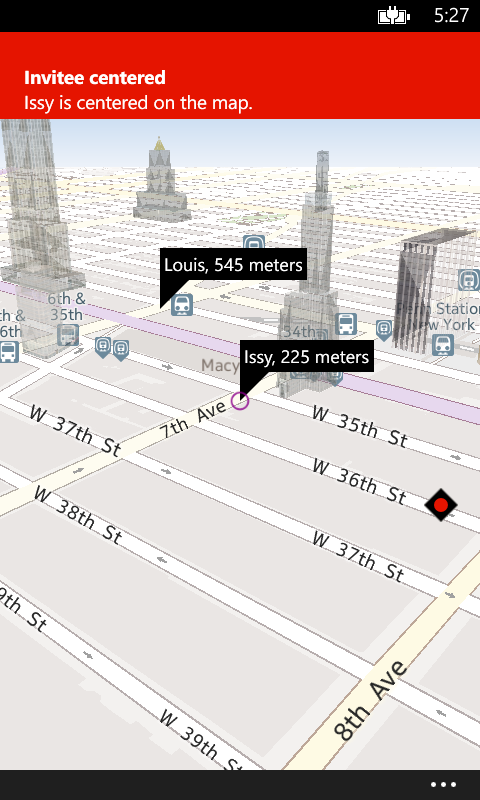 5:27
Invitee centered
Issy is centered on the map.
Louis, 545 meters
6th &
35th
Station
York
34th
Issy, 225 meters
Macy
7th Ave
W 35th St
W 37th St
W 36th St
W 38th St
W 37th St
9th St
8th Ave
W 39th St